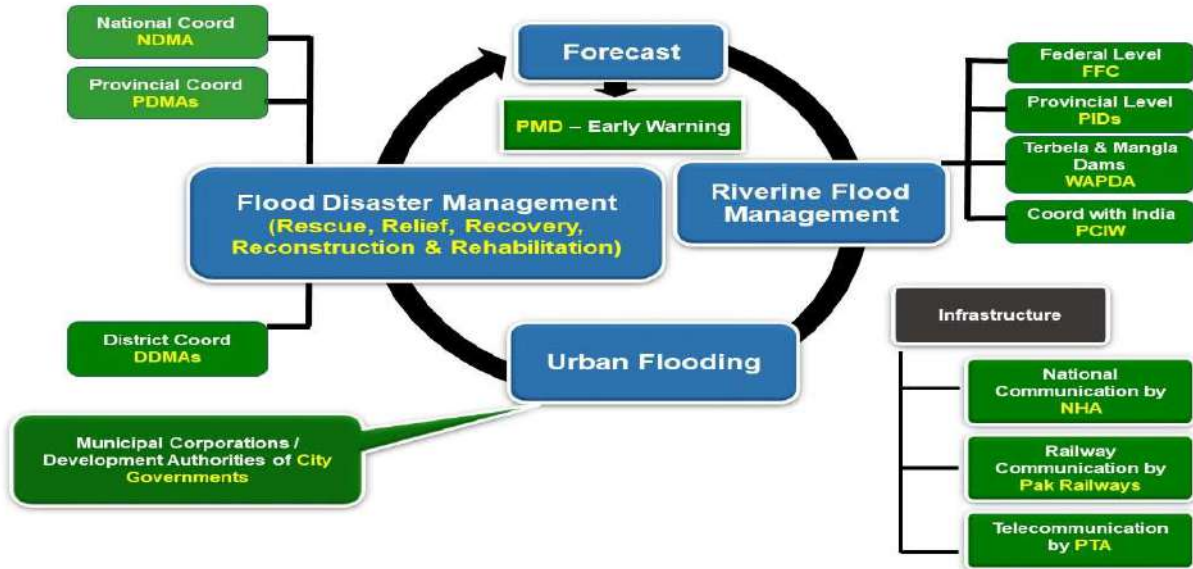 National Coord
NDMA
Provincial Coord
PDMAs
Forecast
PMD – Early Warning
Federal Level
FFC
Provincial Level
PIDs
Terbela & Mangla
Dams
WAPDA
Coord with India
PCIW
Flood Disaster Management
(Rescue, Relief, Recovery,
Reconstruction & Rehabilitation)
Riverine Flood
Management
District Coord
DDMAs
Urban Flooding
Municipal Corporations /
Development Authorities of City
Governments
Infrastructure
National
Communication by
NHA
Railway
Communication by
Pak Railways
Telecommunication
by PTA